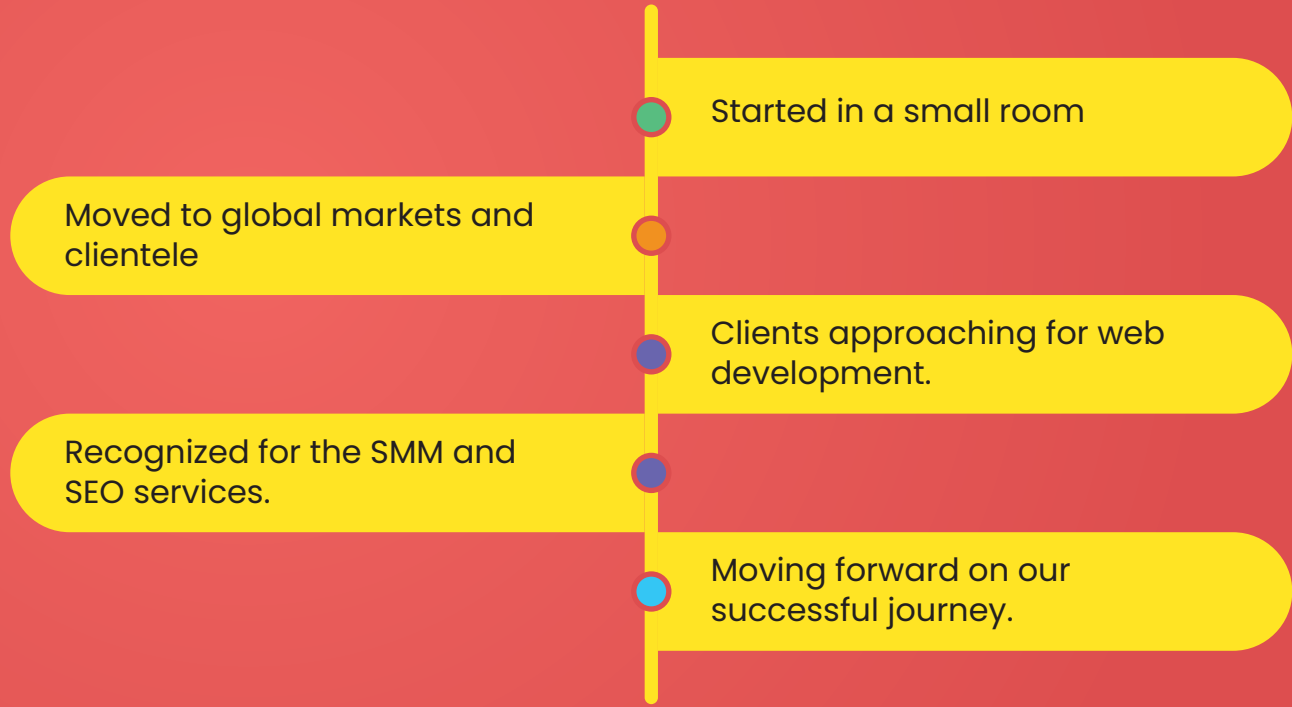 Started in a small room
Moved to global markets and
clientele
Clients approaching for web
development.
Recognized for the SMM and
SEO services.
Moving forward on our
successful journey.